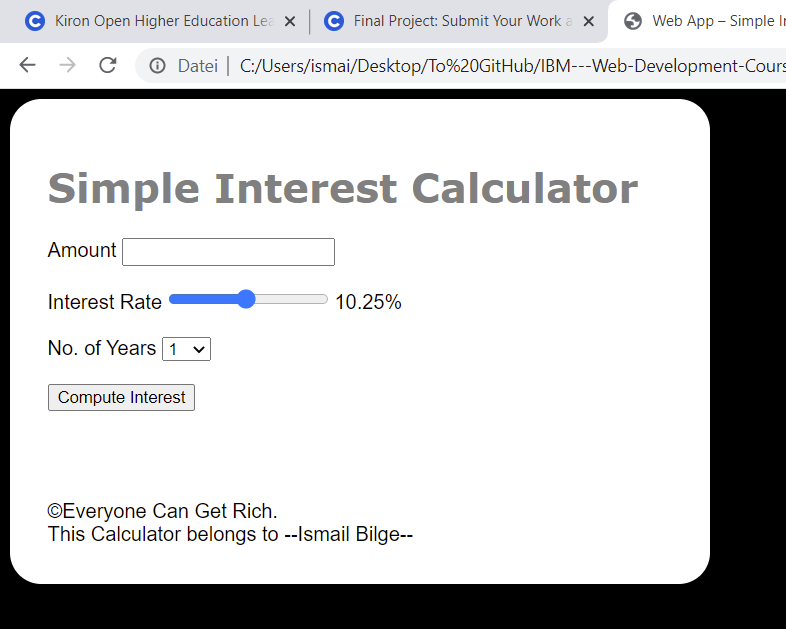 Kiron Open Higher Education Lea
Final Project: Submit Your Work a
Web App – Simple In
Datei | C:/Users/ismai/Desktop/To%20GitHub/IBM---Web-Development-Cours
Simple Interest Calculator
Amount
Interest Rate 10.25%
No. of Years 1
Compute Interest
©Everyone Can Get Rich.
This Calculator belongs to --Ismail Bilge--